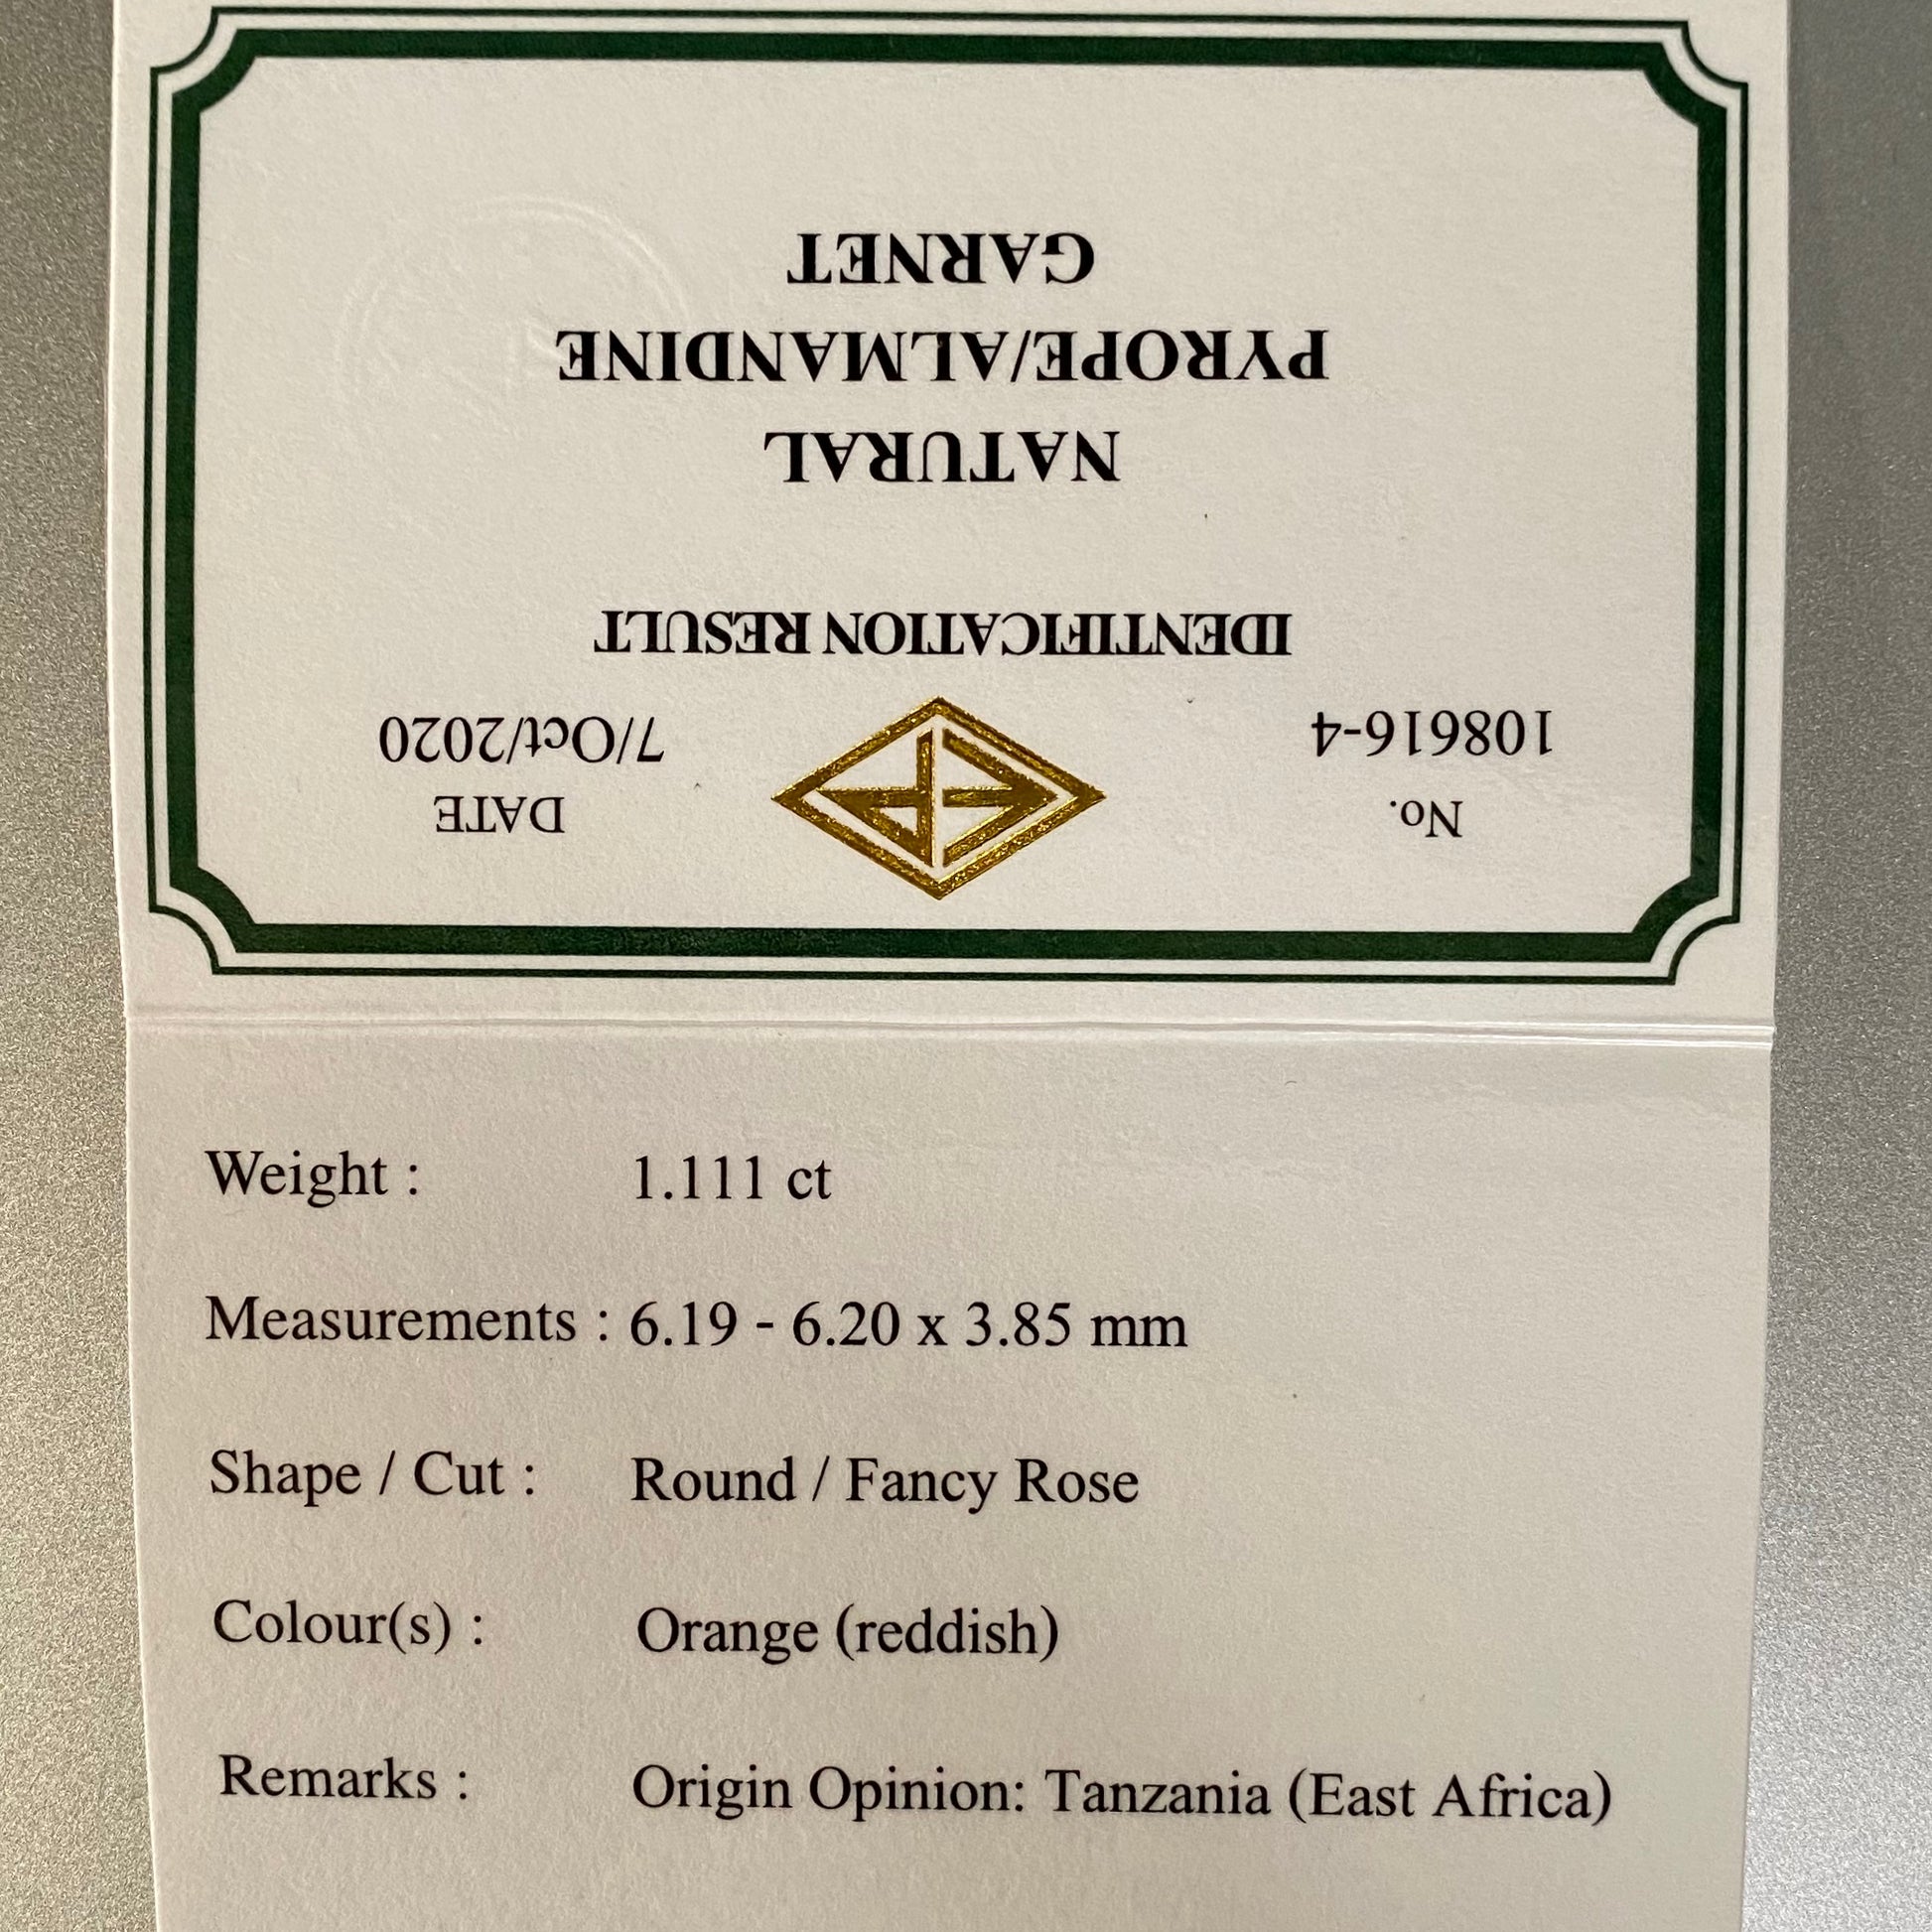 No.
DATE
108616-4
7/Oct/2020
IDENTIFICATION RESULT
NATURAL
PYROPE/ALMANDINE
GARNET
Weight : 1.111 ct
Measurements : 6.19 - 6.20 x 3.85 mm
Shape / Cut : Round / Fancy Rose
Colour(s) : Orange (reddish)
Remarks : Origin Opinion: Tanzania (East Africa)